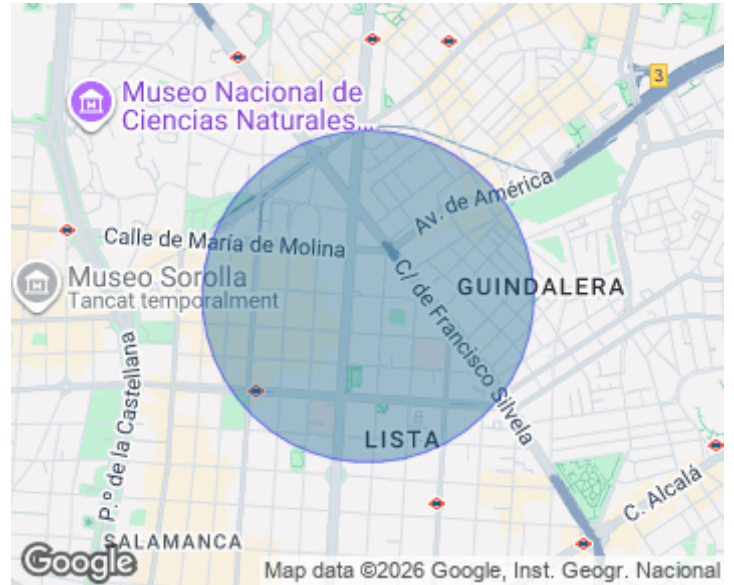 Museo Nacional de
Ciencias Naturales...
3
Av. de América
Calle de María de Molina
Museo Sorolla
Tancat temporalment
GUINDALERA
C/ de Francisco Silvela
P.º de la Castellana
LISTA
C. Alcalá
SALAMANCA
Google
Map data ©2026 Google, Inst. Geogr. Nacional